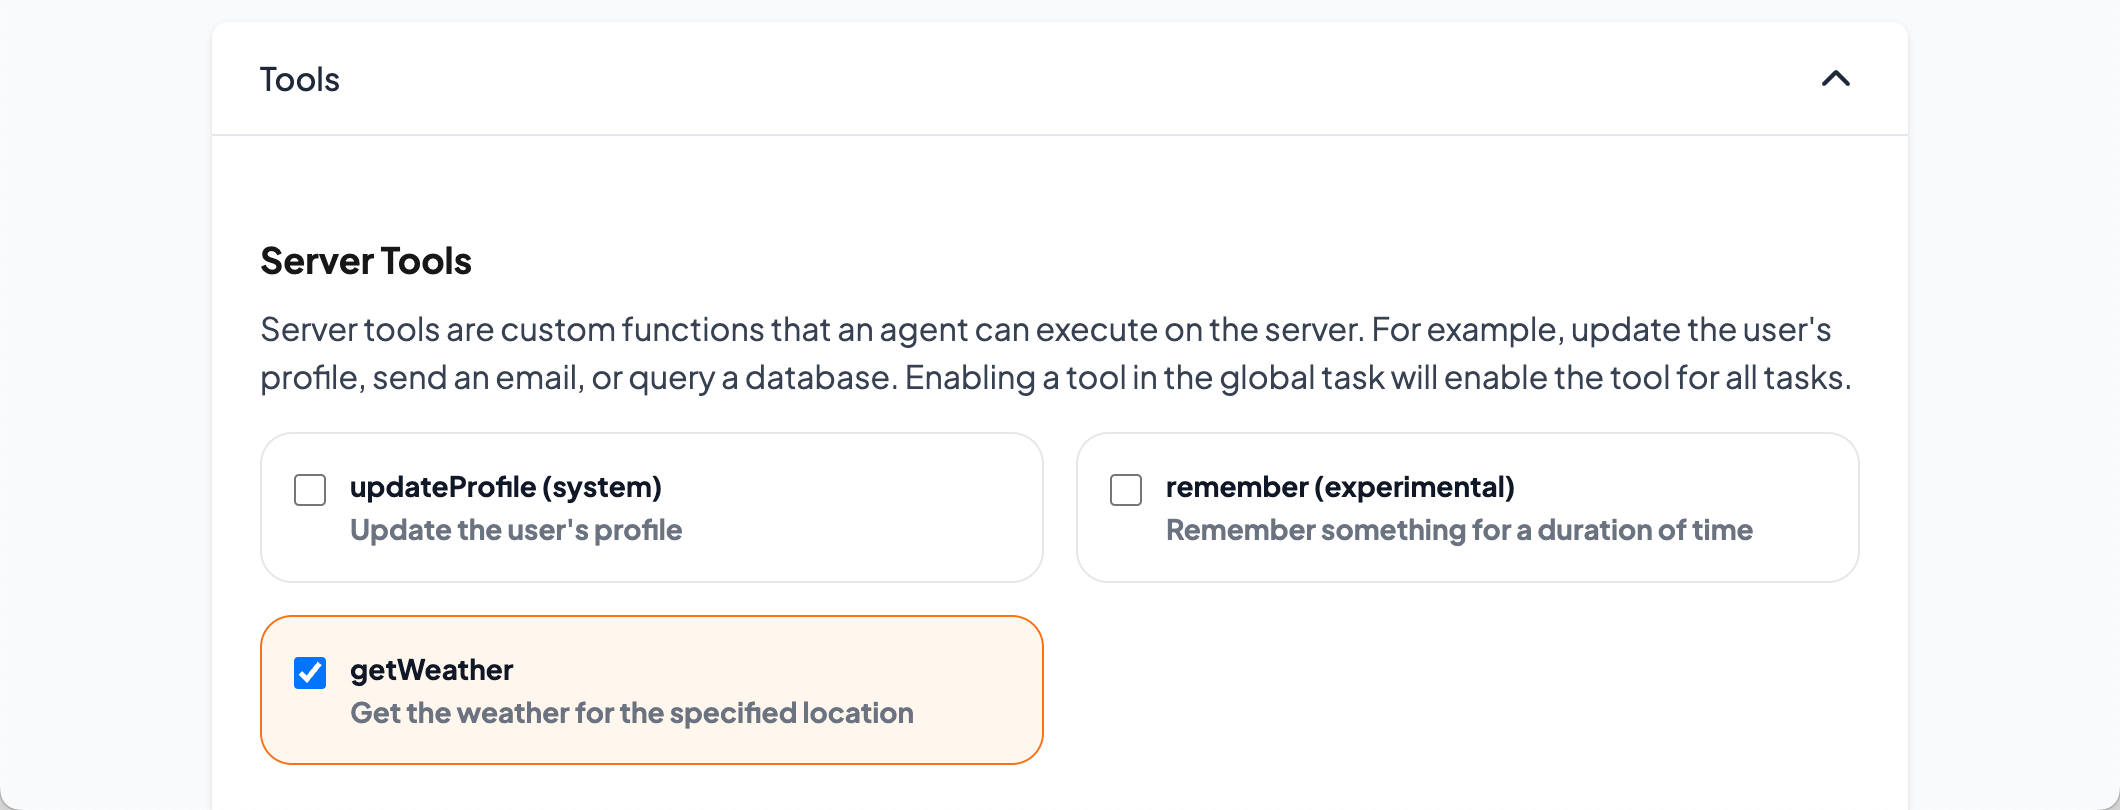 Tools
Server Tools
Server tools are custom functions that an agent can execute on the server. For example, update the user's
profile, send an email, or query a database. Enabling a tool in the global task will enable the tool for all tasks.
updateProfile (system)
Update the user's profile
remember (experimental)
Remember something for a duration of time
getWeather
Get the weather for the specified location